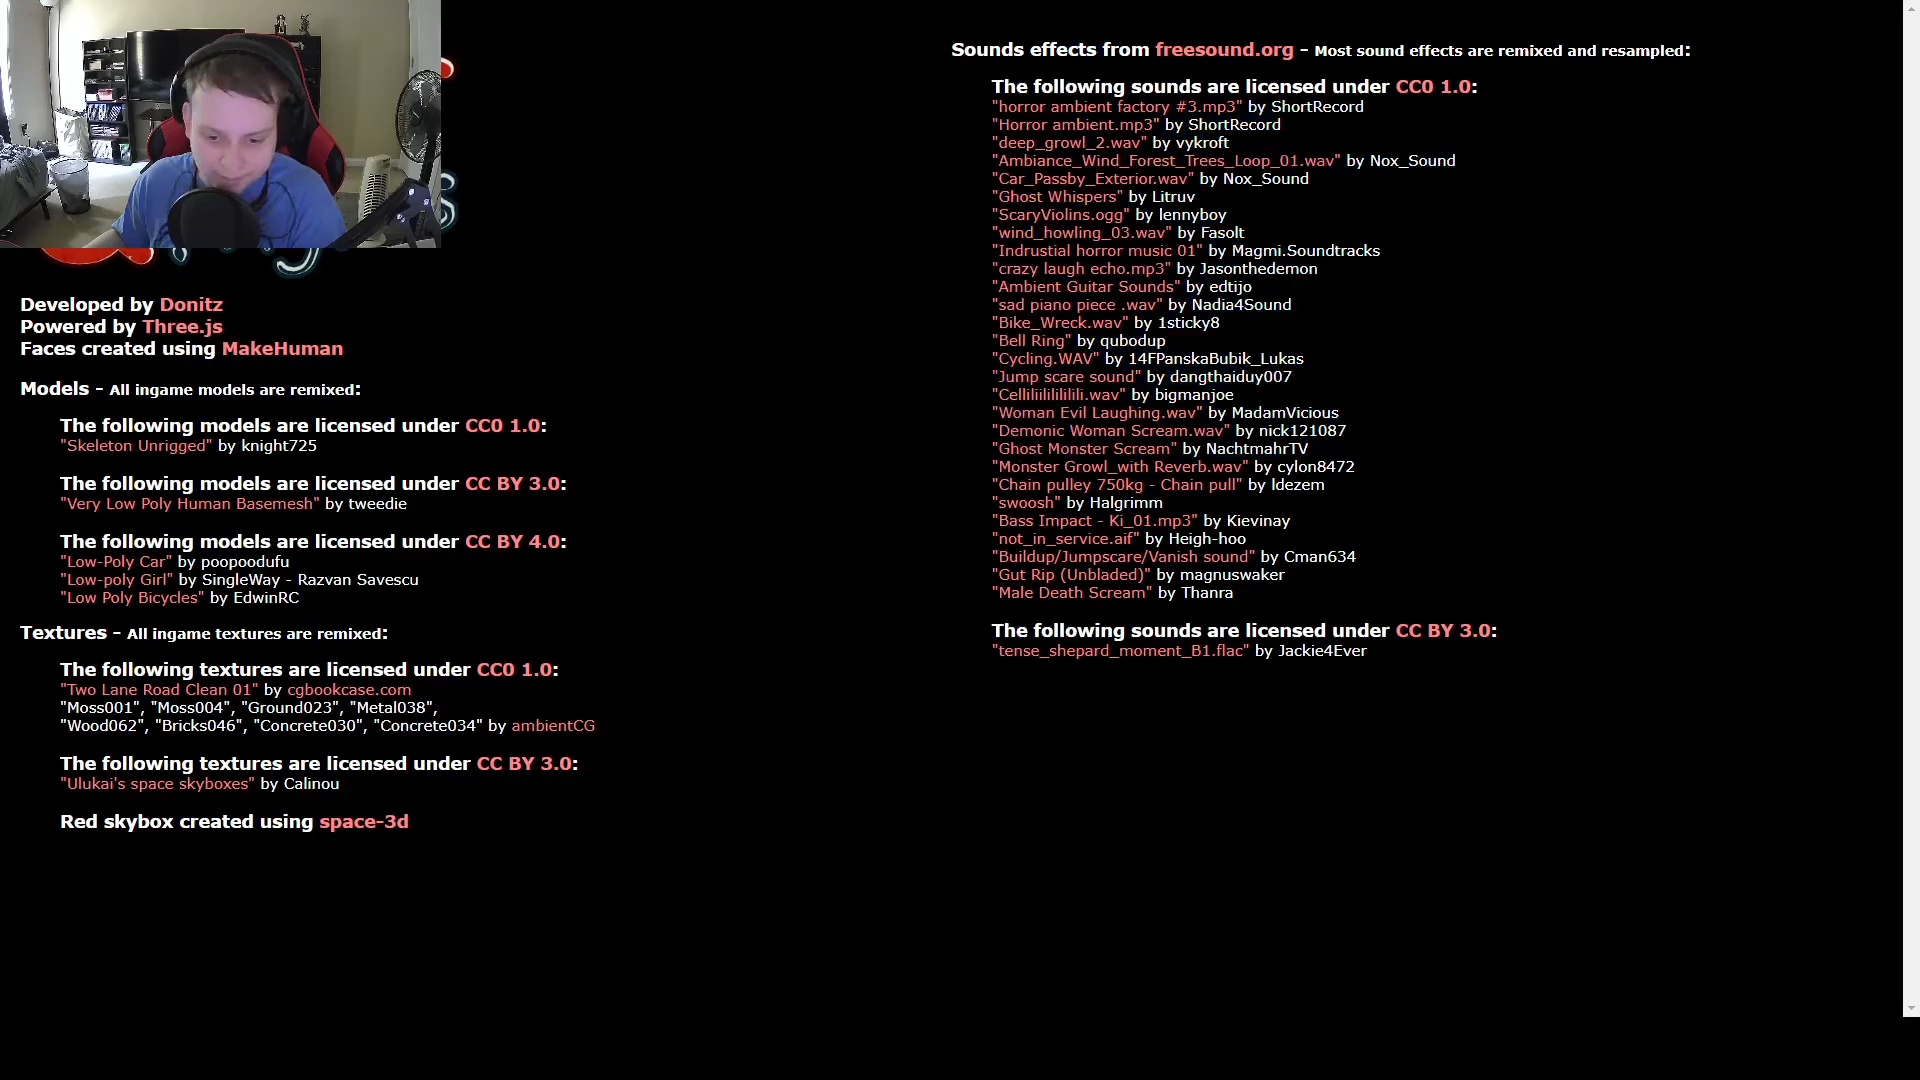 Developed by Donitz
Powered by Three.js
Faces created using MakeHuman
Models - All ingame models are remixed:
The following models are licensed under CC0 1.0:
"Skeleton Unrigged" by knight725
The following models are licensed under CC BY 3.0:
"Very Low Poly Human Basemesh" by tweedie
The following models are licensed under CC BY 4.0:
"Low-Poly Car" by poopoodufu
"Low-poly Girl" by SingleWay - Razvan Savescu
"Low Poly Bicycles" by EdwinRC
Textures - All ingame textures are remixed:
The following textures are licensed under CC0 1.0:
"Two Lane Road Clean 01" by cgbookcase.com
"Moss001", "Moss004", "Ground023", "Metal038",
"Wood062", "Bricks046", "Concrete030", "Concrete034" by ambientCG
The following textures are licensed under CC BY 3.0:
"Ulukai's space skyboxes" by Calinou
Red skybox created using space-3d
Sounds effects from freesound.org - Most sound effects are remixed and resampled:
The following sounds are licensed under CC0 1.0:
"horror ambient factory #3.mp3" by ShortRecord
"Horror ambient.mp3" by ShortRecord
"deep_growl_2.wav" by vykroft
"Ambiance_Wind_Forest_Trees_Loop_01.wav" by Nox_Sound
"Car_Passby_Exterior.wav" by Nox_Sound
"Ghost Whispers" by Litruv
"ScaryViolins.ogg" by lennyboy
"wind_howling_03.wav" by Fasolt
"Indrustial horror music 01" by Magmi.Soundtracks
"crazy laugh echo.mp3" by Jasonthedemon
"Ambient Guitar Sounds" by edtijo
"sad piano piece .wav" by Nadia4Sound
"Bike_Wreck.wav" by 1sticky8
"Bell Ring" by qubodup
"Cycling.WAV" by 14FPanskaBubik_Lukas
"Jump scare sound" by dangthaiduy007
"Celliliililililili.wav" by bigmanjoe
"Woman Evil Laughing.wav" by MadamVicious
"Demonic Woman Scream.wav" by nick121087
"Ghost Monster Scream" by NachtmahrTV
"Monster Growl_with Reverb.wav" by cylon8472
"Chain pulley 750kg - Chain pull" by ldezem
"swoosh" by Halgrimm
"Bass Impact - Ki_01.mp3" by Kievinay
"not_in_service.aif" by Heigh-hoo
"Buildup/Jumpscare/Vanish sound" by Cman634
"Gut Rip (Unbladed)" by magnuswaker
"Male Death Scream" by Thanra
The following sounds are licensed under CC BY 3.0:
"tense_shepard_moment_B1.flac" by Jackie4Ever